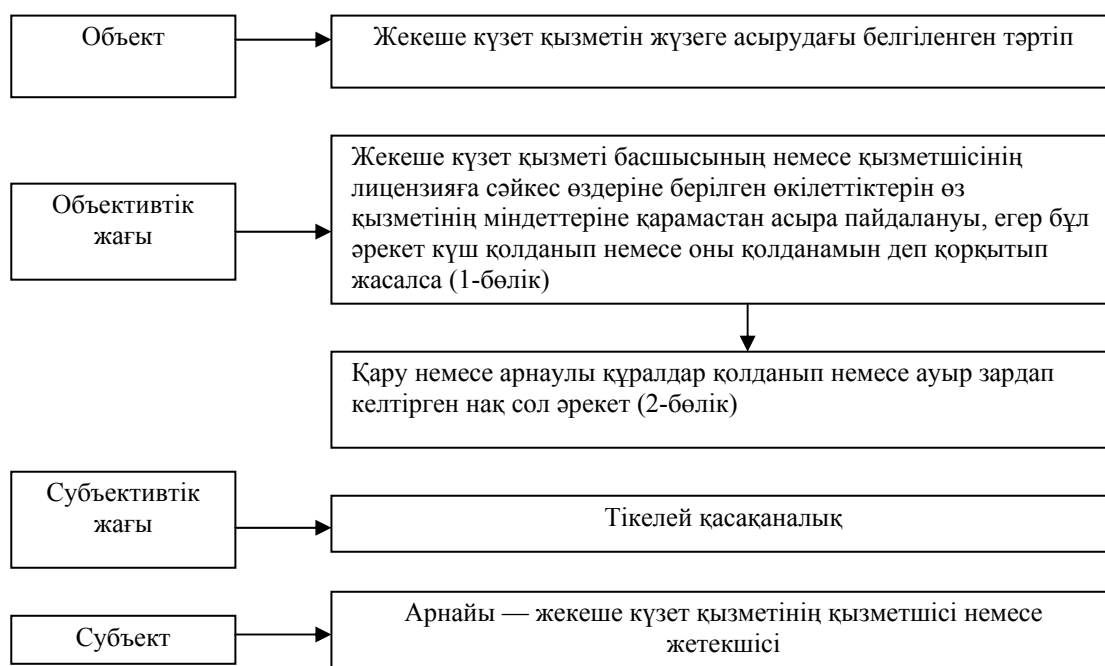 Объект
Жекеше күзет қызметін жүзеге асырудағы белгіленген тәртіп
Объективтік
жағы
Жекеше күзет қызметі басшысының немесе қызметшісінің
лицензияға сәйкес өздеріне берілген өкілеттіктерін өз
қызметінің міндеттеріне қарамастан асыра пайдалануы, егер бұл
әрекет күш қолданып немесе оны қолданамын деп қорқытып
жасалса (1-бөлік)
Қару немесе арнаулы құралдар қолданып немесе ауыр зардап
келтірген нақ сол әрекет (2-бөлік)
Субъективтік
жағы
Тікелей қасақаналық
Субъект
Арнайы — жекеше күзет қызметінің қызметшісі немесе
жетекшісі